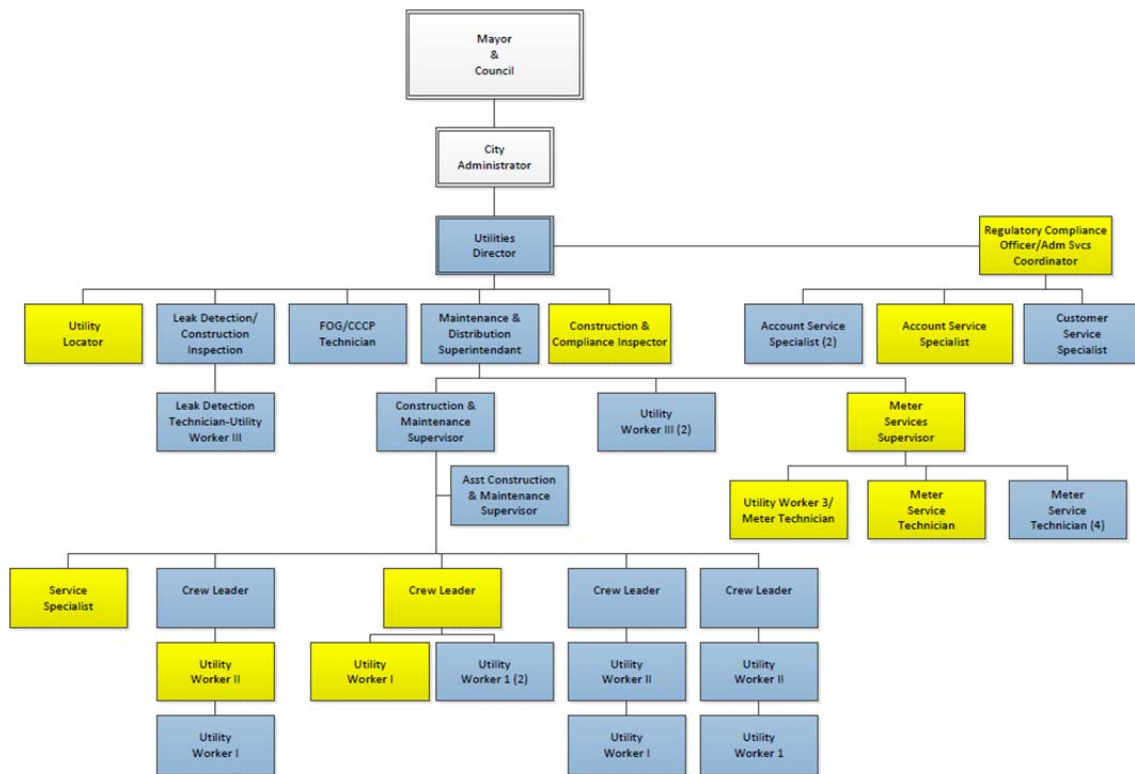 Mayor
&
Council
City
Administrator
Utilities
Director
Regulatory Compliance
Officer/Adm Svcs
Coordinator
Utility
Locator
Leak Detection/
Construction
Inspection
FOG/CCCP
Technician
Maintenance &
Distribution
Superintendant
Construction &
Compliance Inspector
Account Service
Specialist (2)
Account Service
Specialist
Customer
Service
Specialist
Leak Detection
Technician-Utility
Worker III
Construction &
Maintenance
Supervisor
Utility
Worker III (2)
Meter
Services
Supervisor
Asst Construction
& Maintenance
Supervisor
Utility Worker 3/
Meter Technician
Meter
Service
Technician
Meter
Service
Technician (4)
Service
Specialist
Crew Leader
Crew Leader
Crew Leader
Crew Leader
Utility
Worker II
Utility
Worker I
Utility
Worker 1 (2)
Utility
Worker II
Utility
Worker II
Utility
Worker I
Utility
Worker I
Utility
Worker 1